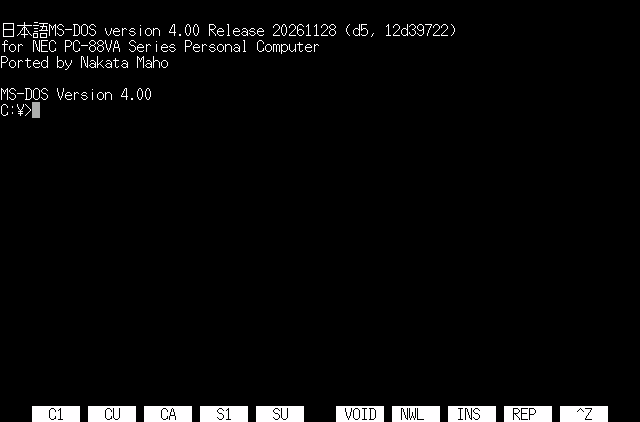 日本語MS-DOS version 4.00 Release 20261128 (d5, 12d39722)
for NEC PC-88VA Series Personal Computer
Ported by Nakata Maho
MS-DOS Version 4.00
C:¥>
C1 CU CA S1 SU VOID NWL INS REP ^Z